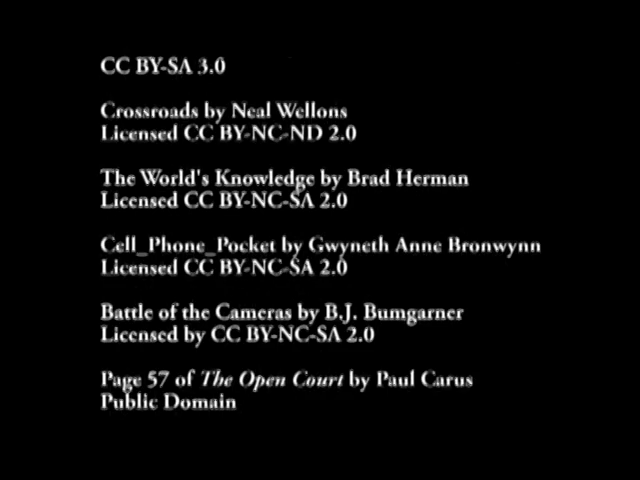 CC BY-SA 3.0
Crossroads by Neal Wellons
Licensed CC BY-NC-ND 2.0
The World's Knowledge by Brad Herman
Licensed CC BY-NC-SA 2.0
Cell_Phone_Pocket by Gwyneth Anne Bronwynn
Licensed CC BY-NC-SA 2.0
Battle of the Cameras by B.J. Bumgarner
Licensed by CC BY-NC-SA 2.0
Page 57 of The Open Court by Paul Carus
Public Domain